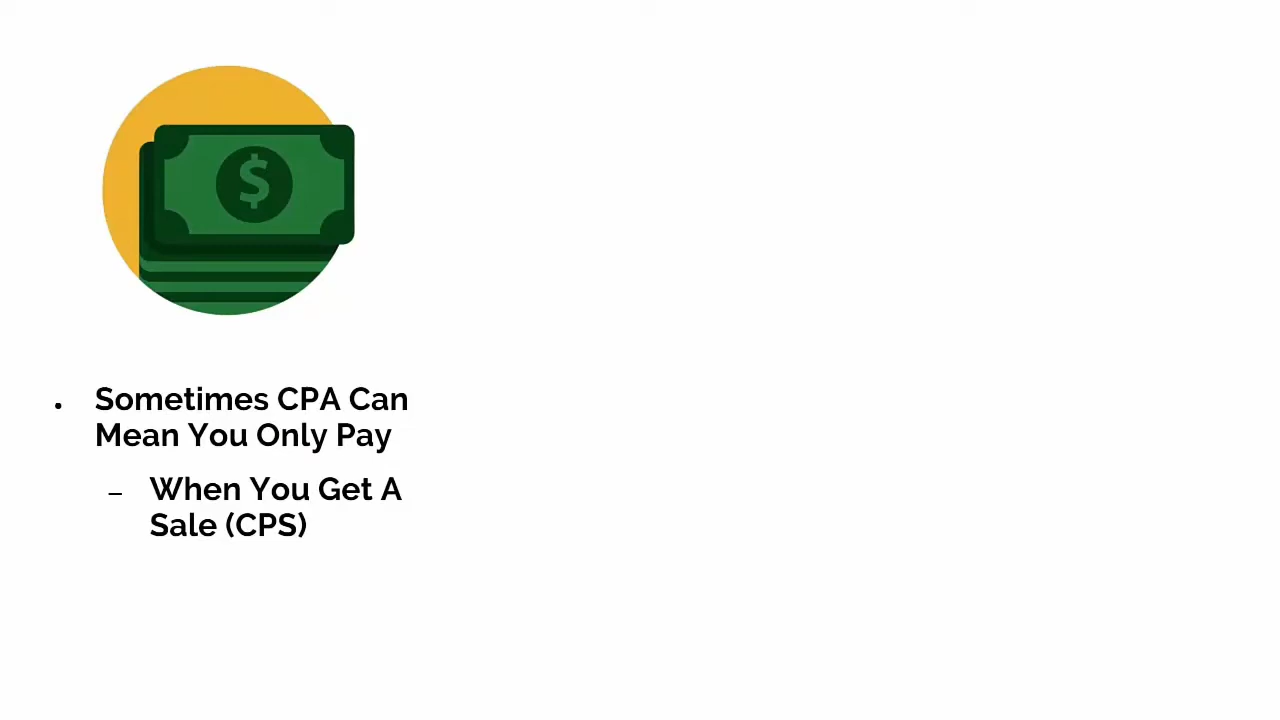 $
• Sometimes CPA Can
Mean You Only Pay
– When You Get A
Sale (CPS)